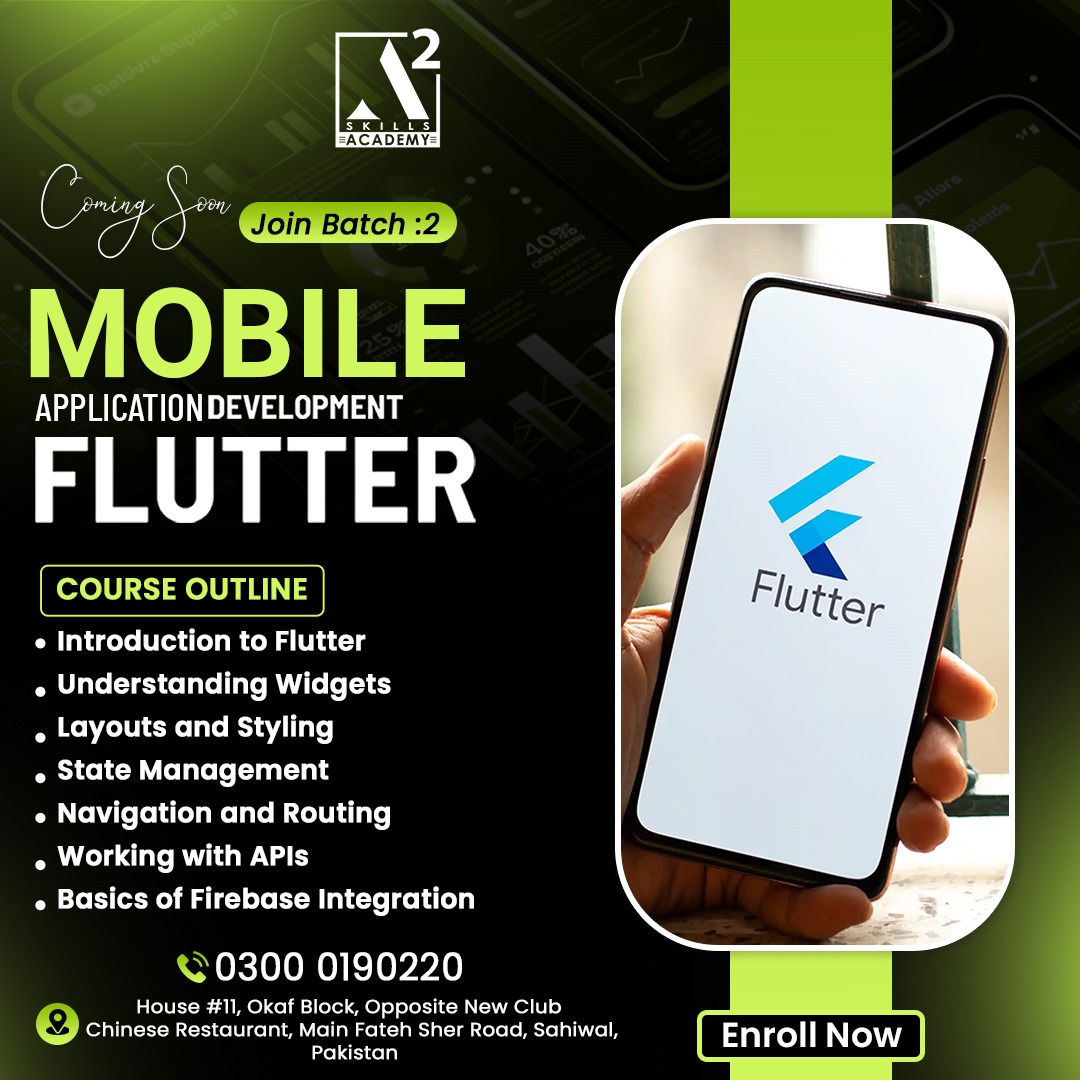 A2
SKILLS
ACADEMY
Coming Soon
Join Batch :2
MOBILE
APPLICATION DEVELOPMENT
FLUTTER
COURSE OUTLINE
• Introduction to Flutter
• Understanding Widgets
• Layouts and Styling
• State Management
• Navigation and Routing
• Working with APIs
• Basics of Firebase Integration
0300 0190220
House #11, Okaf Block, Opposite New Club
Chinese Restaurant, Main Fateh Sher Road, Sahiwal,
Pakistan
Flutter
Enroll Now
40%
25%